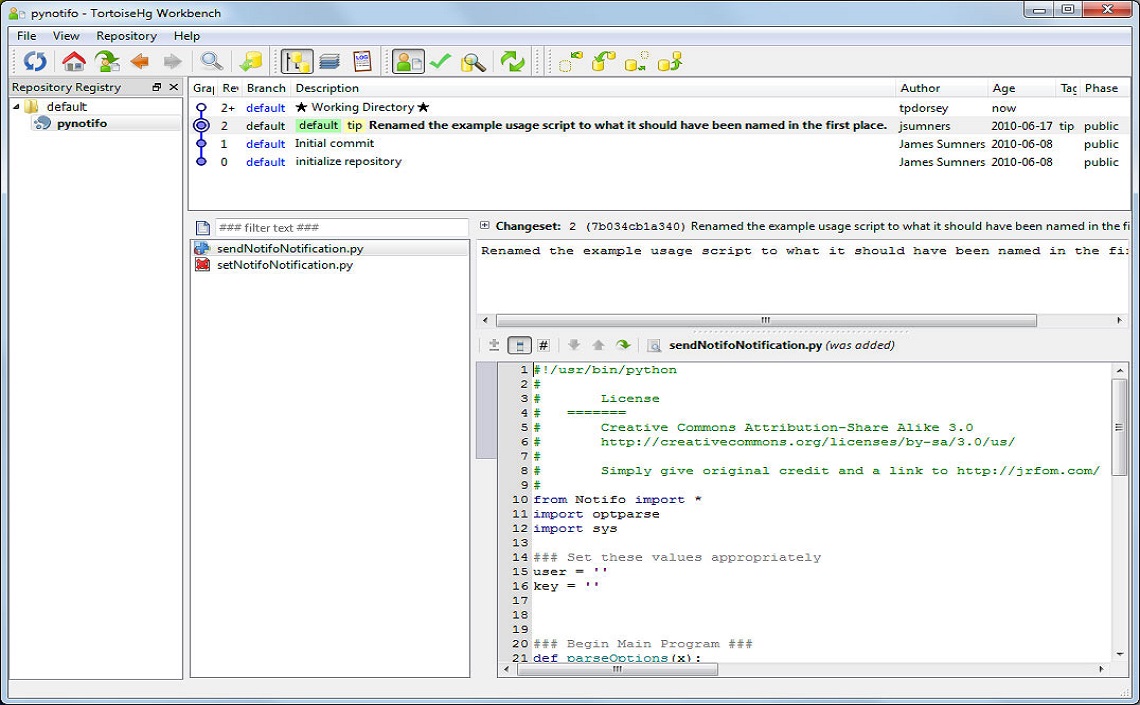 pynotifo - TortoiseHg Workbench
File View Repository Help
LOG
Repository Registry
default
pynotifo
Gra Re Branch Description Author Age Tag Phase
2+ default ★ Working Directory ★ tpdorsey now
2 default default tip Renamed the example usage script to what it should have been named in the first place. jsumners 2010-06-17 tip public
1 default Initial commit James Sumners 2010-06-08 public
0 default initialize repository James Sumners 2010-06-08 public
### filter text ###
sendNotifoNotification.py
setNotifoNotification.py
Changeset: 2 (7b034cb1a340) Renamed the example usage script to what it should have been named in the fi
Renamed the example usage script to what it should have been named in the fi
# sendNotifoNotification.py (was added)
1 #!/usr/bin/python
2 #
3 # License
4 # =======
5 # Creative Commons Attribution-Share Alike 3.0
6 # http://creativecommons.org/licenses/by-sa/3.0/us/
7 #
8 # Simply give original credit and a link to http://jrfom.com/
9 #
10 from Notifo import *
11 import optparse
12 import sys
13
14 ### Set these values appropriately
15 user = ''
16 key = ''
17
18
19
20 ### Begin Main Program ###
21 def parseOptions(x):